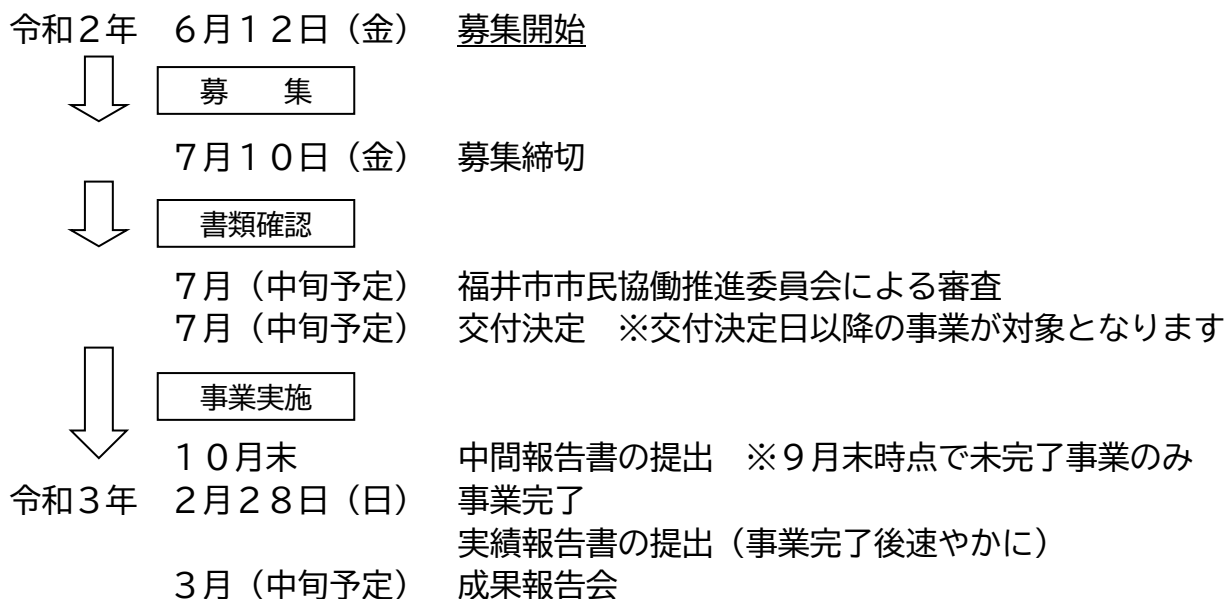 令和２年　６月１２日（金）　募集開始
募　　集
７月１０日（金）　募集締切
書類確認
７月（中旬予定）　福井市市民協働推進委員会による審査
７月（中旬予定）　交付決定　※交付決定日以降の事業が対象となります
事業実施
１０月末　中間報告書の提出　※９月末時点で未完了事業のみ
令和３年　２月２８日（日）　事業完了
実績報告書の提出（事業完了後速やかに）
３月（中旬予定）　成果報告会